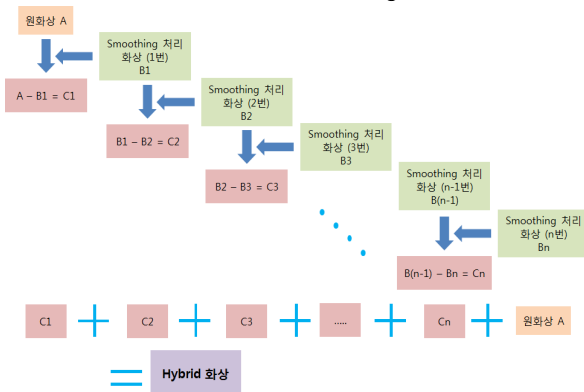 원화상 A
Smoothing 처리
화상 (1번)
B1
A – B1 = C1
Smoothing 처리
화상 (2번)
B2
B1 – B2 = C2
Smoothing 처리
화상 (3번)
B3
B2 – B3 = C3
Smoothing 처리
화상 (n-1번)
B(n-1)
Smoothing 처리
화상 (n번)
Bn
B(n-1) – Bn = Cn
C1 + C2 + C3 + ..... + Cn + 원화상 A
= Hybrid 화상